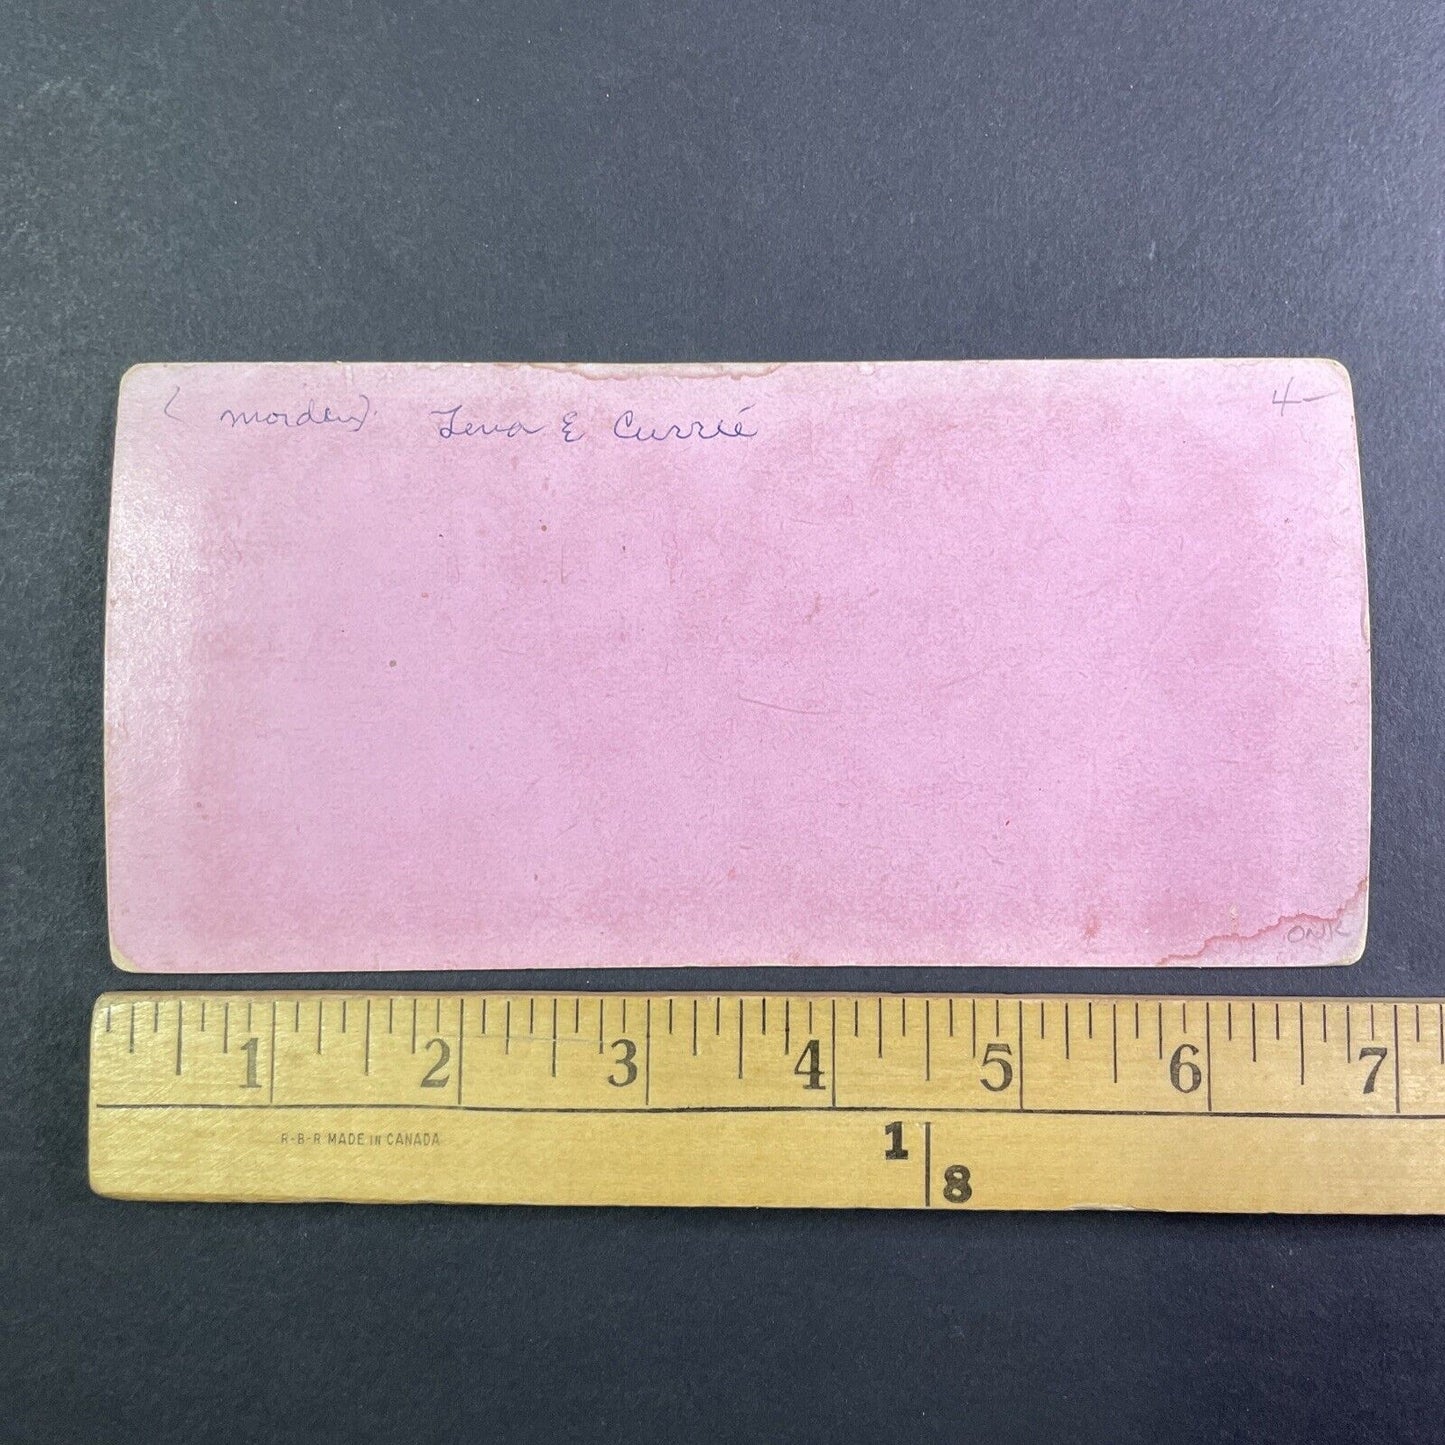 ( Morden). Lena E Currie 4-
ONK
1 2 3 4 5 6 7
R-B-R MADE IN CANADA
1 8